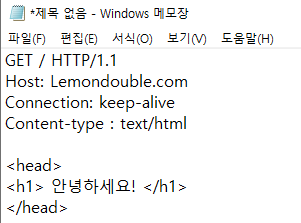 *제목 없음 - Windows 메모장
파일(F) 편집(E) 서식(O) 보기(V) 도움말(H)
GET / HTTP/1.1
Host: Lemondouble.com
Connection: keep-alive
Content-type : text/html

<head>
<h1> 안녕하세요! </h1>
</head>